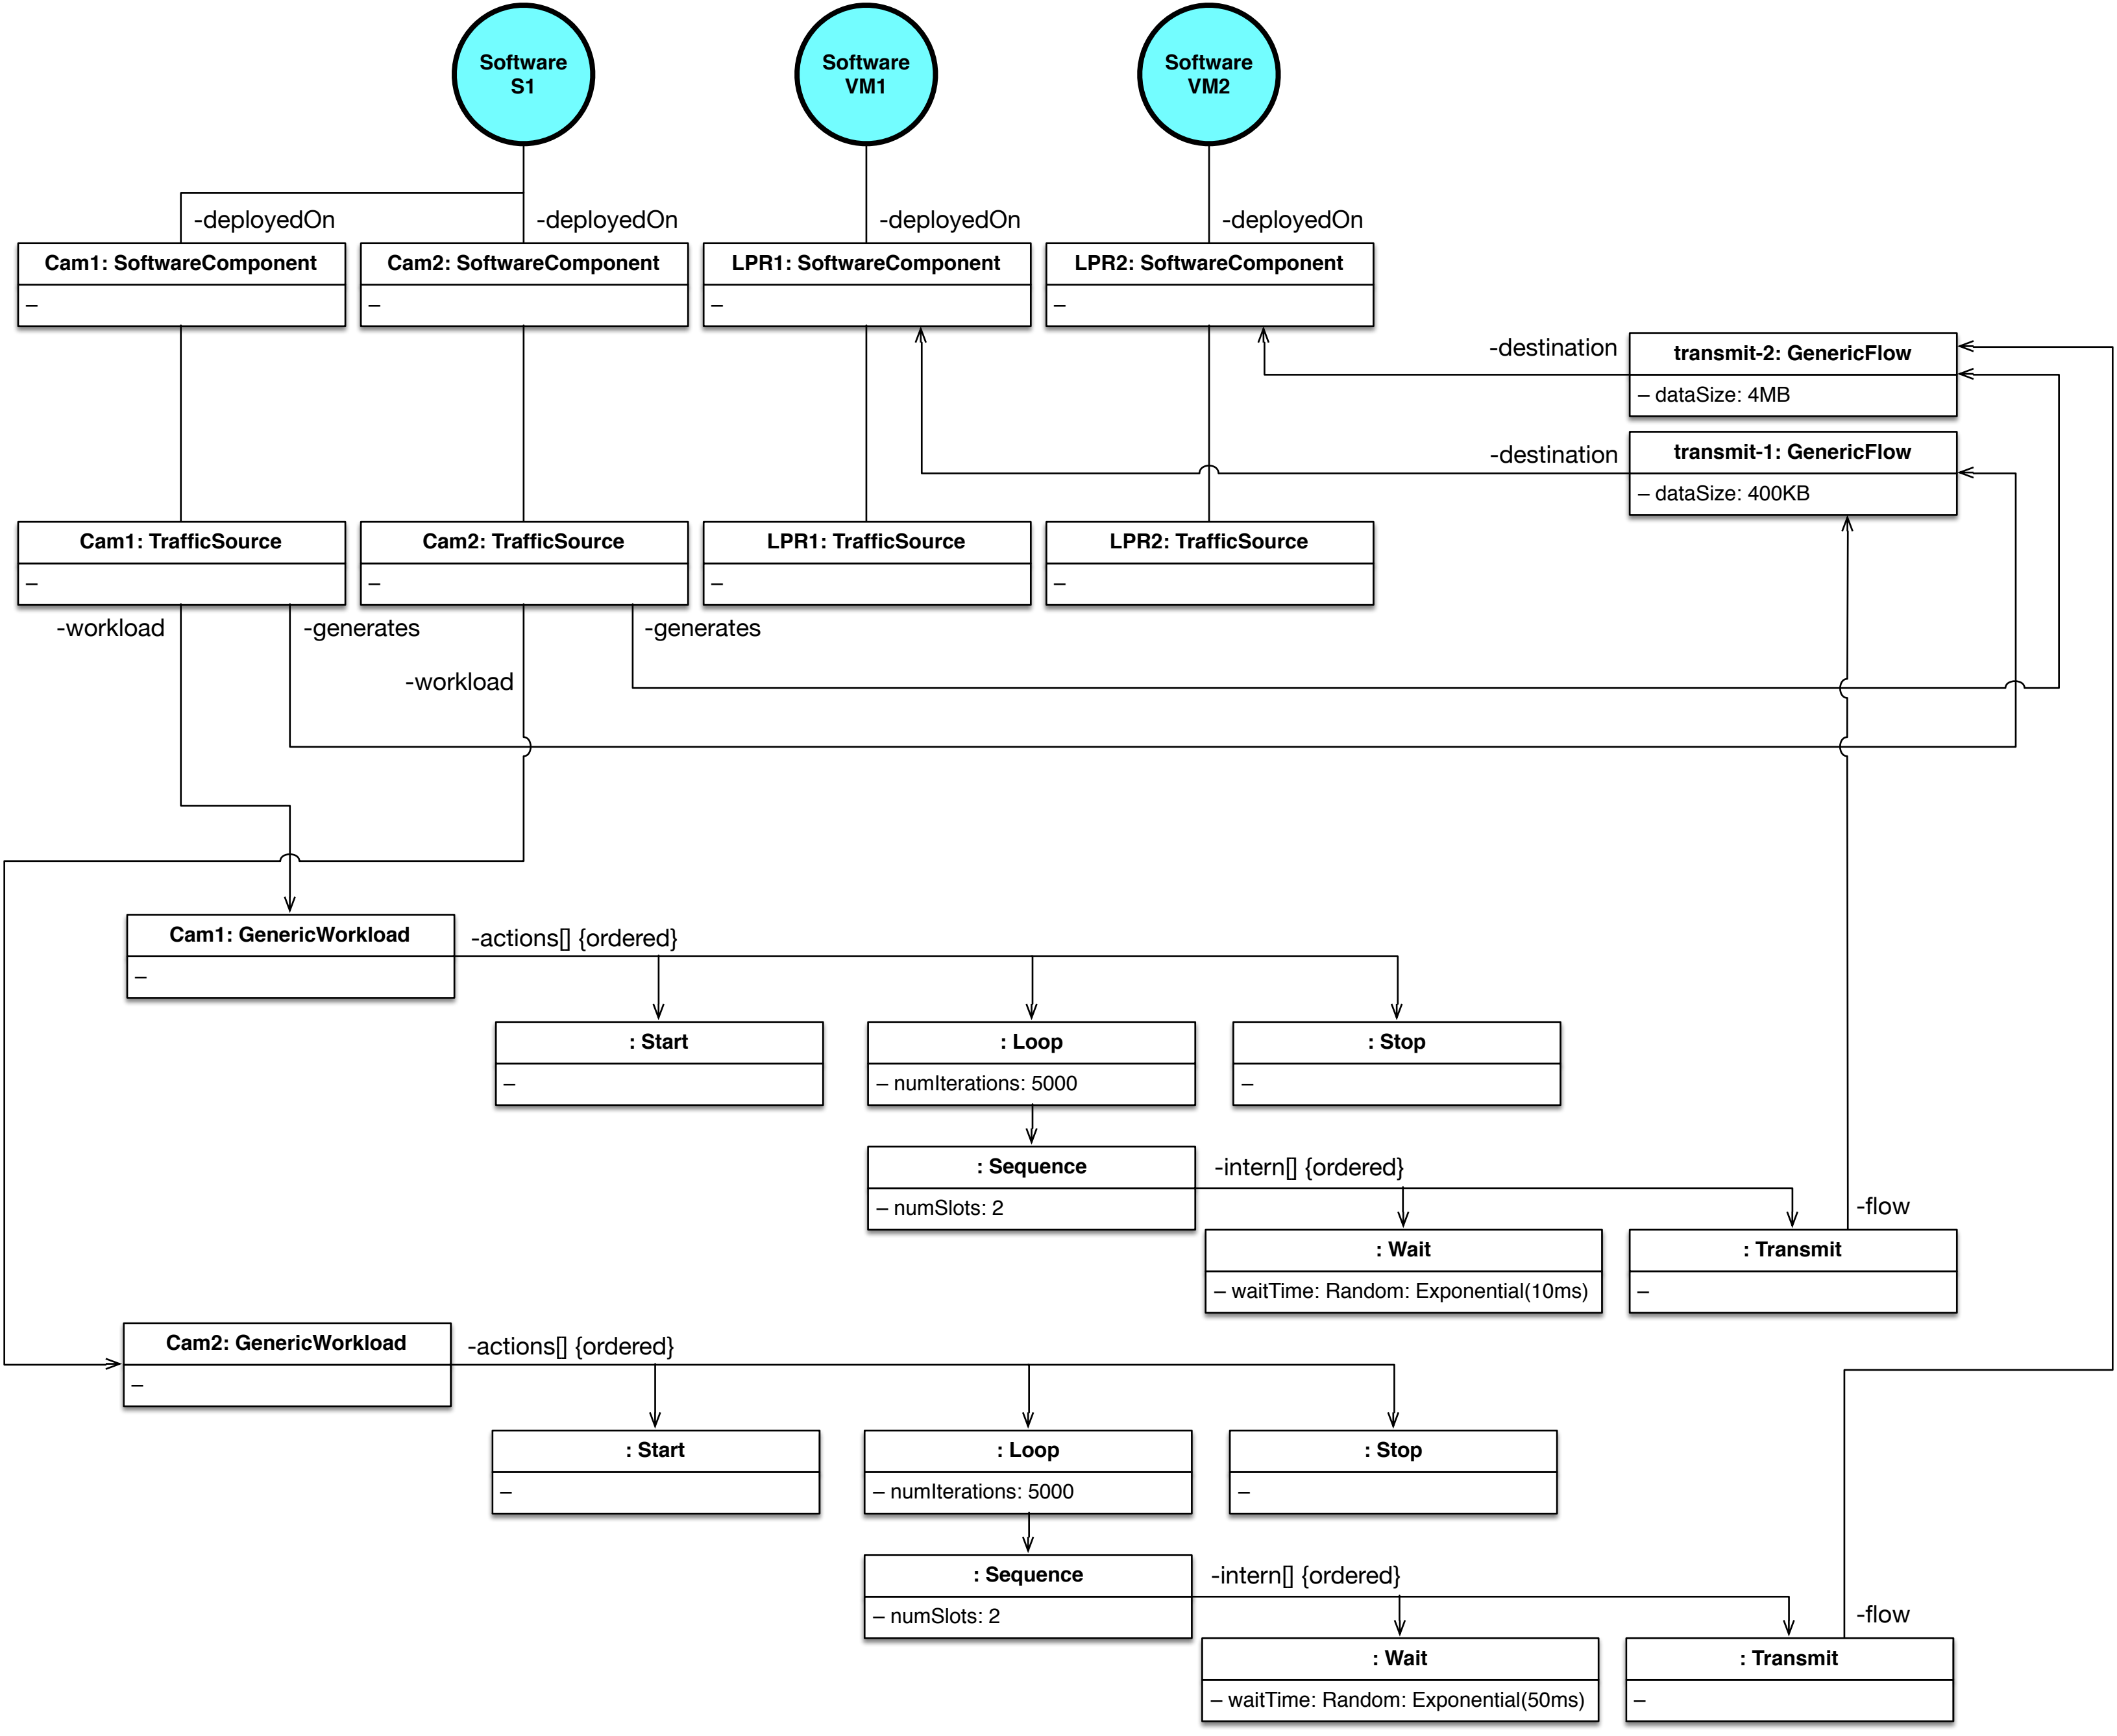 Software
S1
Software
VM1
Software
VM2
-deployedOn
-deployedOn
-deployedOn
-deployedOn
Cam1: SoftwareComponent
–
Cam2: SoftwareComponent
–
LPR1: SoftwareComponent
–
LPR2: SoftwareComponent
–
-destination
transmit-2: GenericFlow
– dataSize: 4MB
-destination
transmit-1: GenericFlow
– dataSize: 400KB
Cam1: TrafficSource
–
Cam2: TrafficSource
–
LPR1: TrafficSource
–
LPR2: TrafficSource
–
-workload
-generates
-generates
-workload
Cam1: GenericWorkload
–
-actions[] {ordered}
: Start
–
: Loop
– numIterations: 5000
: Stop
–
: Sequence
– numSlots: 2
-intern[] {ordered}
-flow
: Wait
– waitTime: Random: Exponential(10ms)
: Transmit
–
Cam2: GenericWorkload
–
-actions[] {ordered}
: Start
–
: Loop
– numIterations: 5000
: Stop
–
: Sequence
– numSlots: 2
-intern[] {ordered}
-flow
: Wait
– waitTime: Random: Exponential(50ms)
: Transmit
–